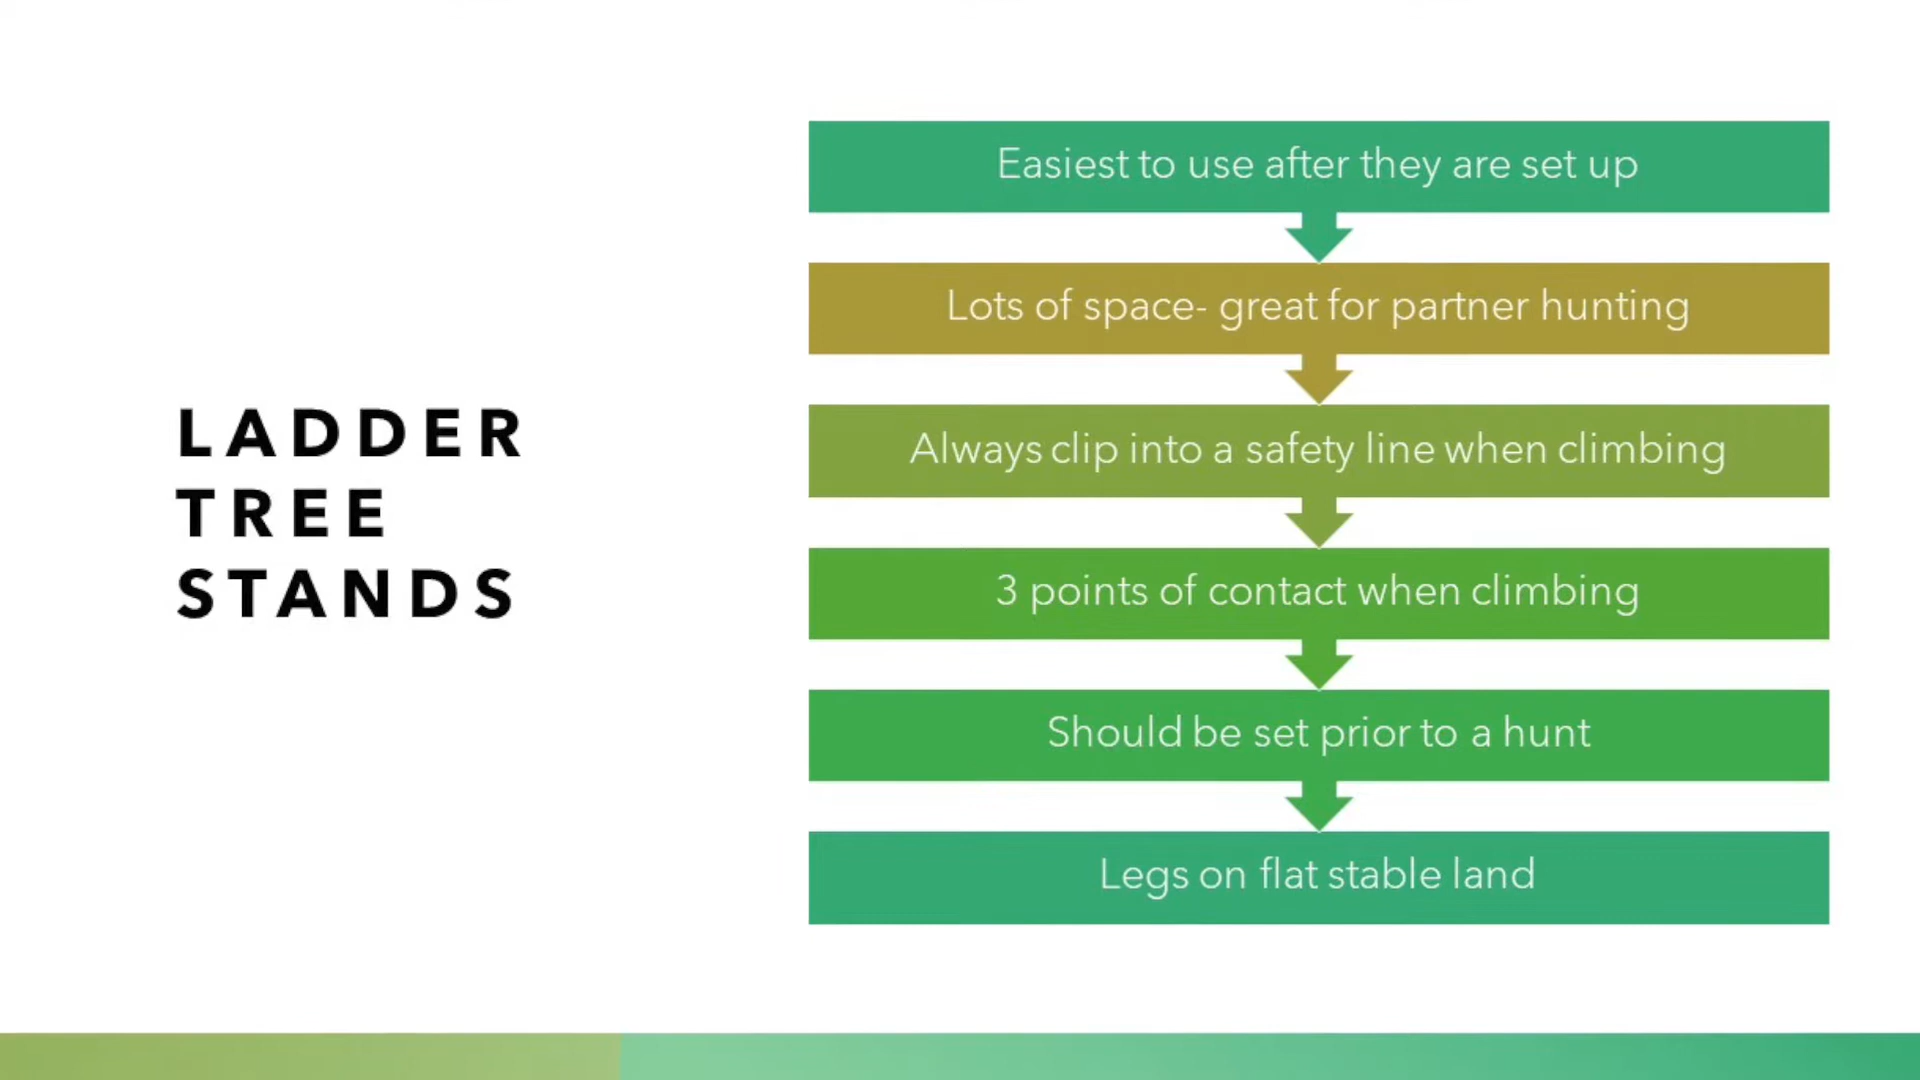 LADDER
TREE
STANDS
Easiest to use after they are set up
Lots of space- great for partner hunting
Always clip into a safety line when climbing
3 points of contact when climbing
Should be set prior to a hunt
Legs on flat stable land